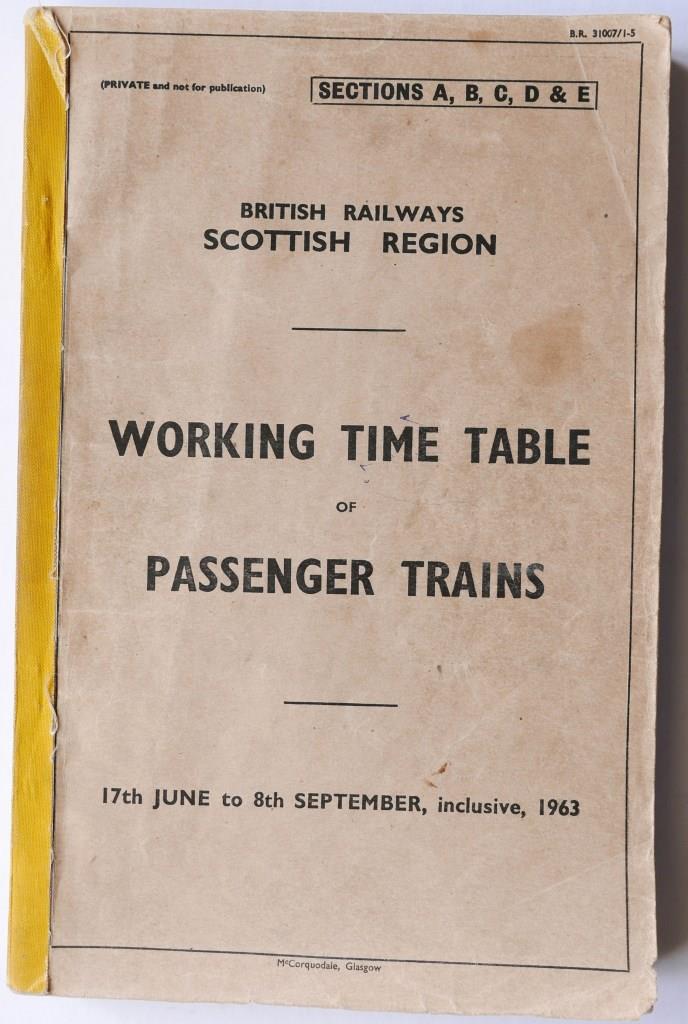 B.R. 31007/1-5
(PRIVATE and not for publication)
SECTIONS A, B, C, D & E
BRITISH RAILWAYS
SCOTTISH REGION
WORKING TIME TABLE
OF
PASSENGER TRAINS
17th JUNE to 8th SEPTEMBER, inclusive, 1963
McCorquodale, Glasgow